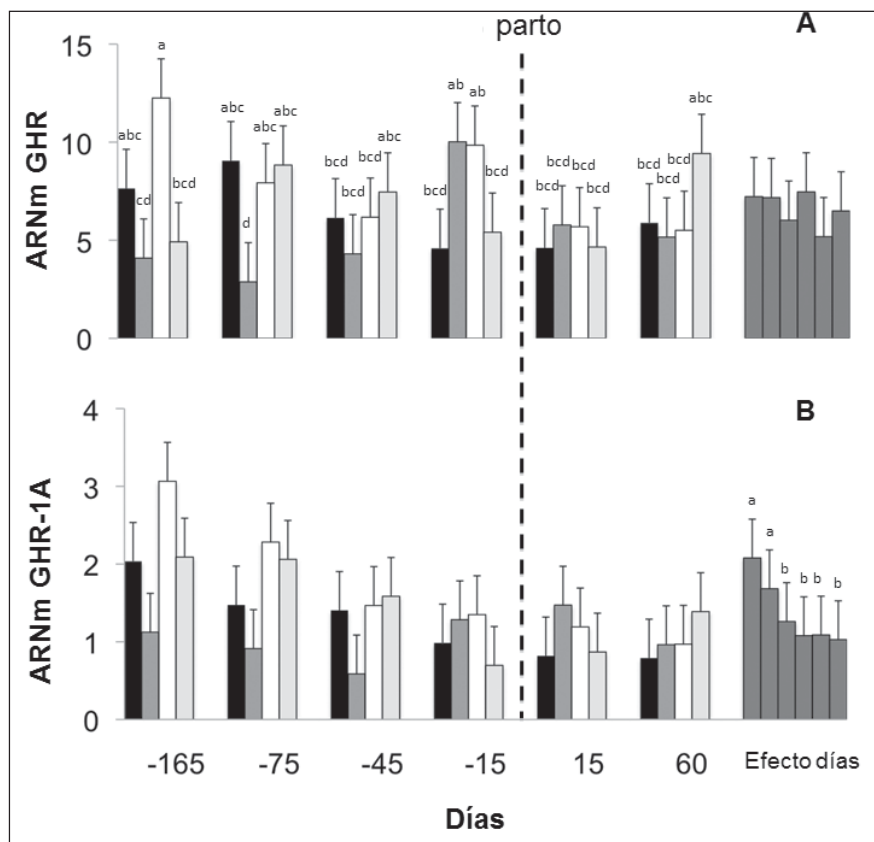 parto
A
15
10
5
0
ARNm GHR
abc cd a bcd
abc d abc abc
bcd bcd bcd abc
bcd ab ab bcd
bcd bcd bcd bcd
bcd bcd bcd abc
B
4
3
2
1
0
ARNm GHR-1A
a a b b b b
-165 -75 -45 -15 15 60 Efecto días
Días